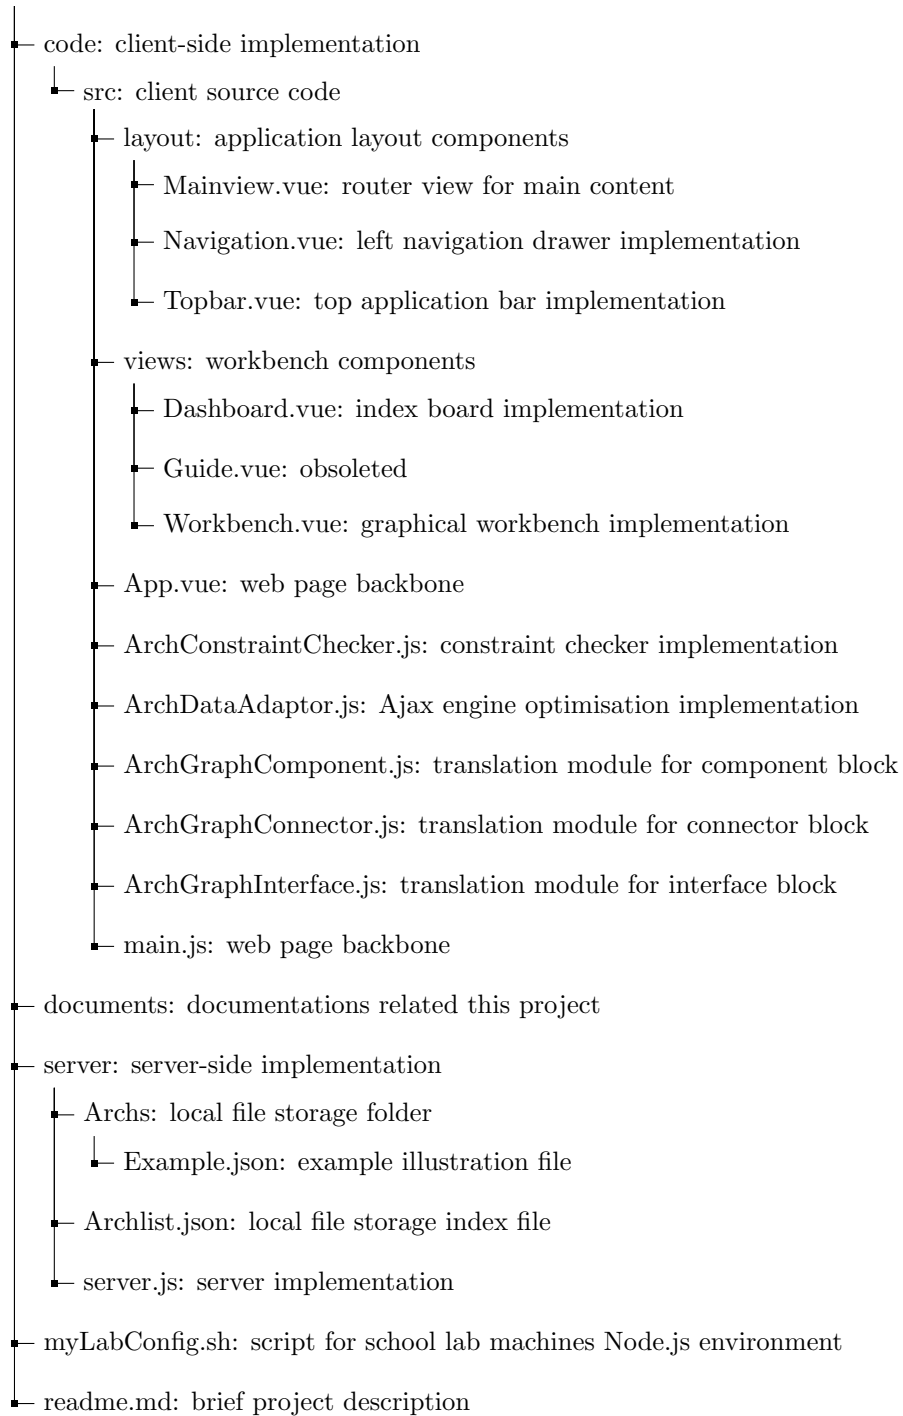 code: client-side implementation
src: client source code
layout: application layout components
Mainview.vue: router view for main content
Navigation.vue: left navigation drawer implementation
Topbar.vue: top application bar implementation
views: workbench components
Dashboard.vue: index board implementation
Guide.vue: obsoleted
Workbench.vue: graphical workbench implementation
App.vue: web page backbone
ArchConstraintChecker.js: constraint checker implementation
ArchDataAdaptor.js: Ajax engine optimisation implementation
ArchGraphComponent.js: translation module for component block
ArchGraphConnector.js: translation module for connector block
ArchGraphInterface.js: translation module for interface block
main.js: web page backbone
documents: documentations related this project
server: server-side implementation
Archs: local file storage folder
Example.json: example illustration file
Archlist.json: local file storage index file
server.js: server implementation
myLabConfig.sh: script for school lab machines Node.js environment
readme.md: brief project description